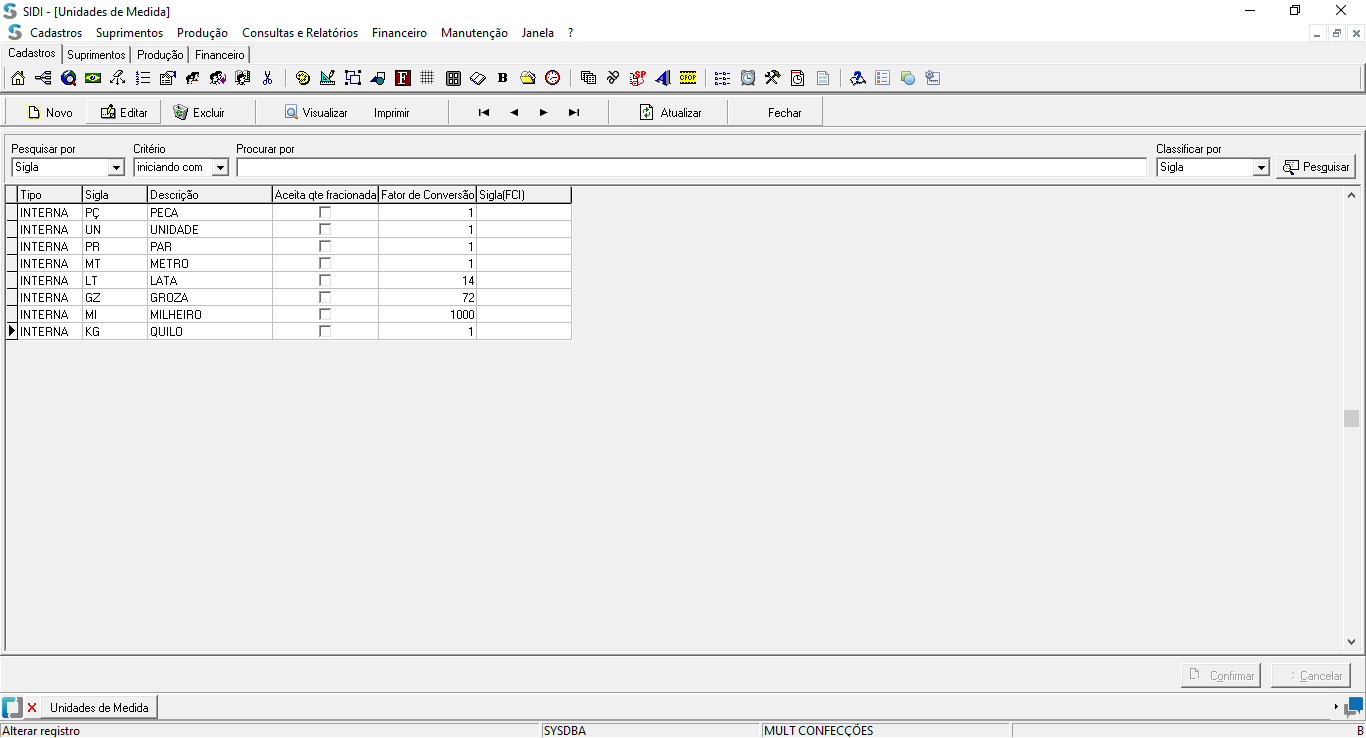 SIDI - [Unidades de Medida]
Cadastros Suprimentos Produção Consultas e Relatórios Financeiro Manutenção Janela ?
Cadastros Suprimentos Produção Financeiro
F B SP CFOP
Novo Editar Excluir Visualizar Imprimir Atualizar Fechar
Pesquisar por Critério Procurar por Classificar por
Sigla iniciando com Sigla Pesquisar
Tipo Sigla Descrição Aceita qte fracionada Fator de Conversão Sigla(FCI)
INTERNA PÇ PECA 1
INTERNA UN UNIDADE 1
INTERNA PR PAR 1
INTERNA MT METRO 1
INTERNA LT LATA 14
INTERNA GZ GROZA 72
INTERNA MI MILHEIRO 1000
INTERNA KG QUILO 1
Confirmar Cancelar
Unidades de Medida
Alterar registro SYSDBA MULT CONFECÇÕES B